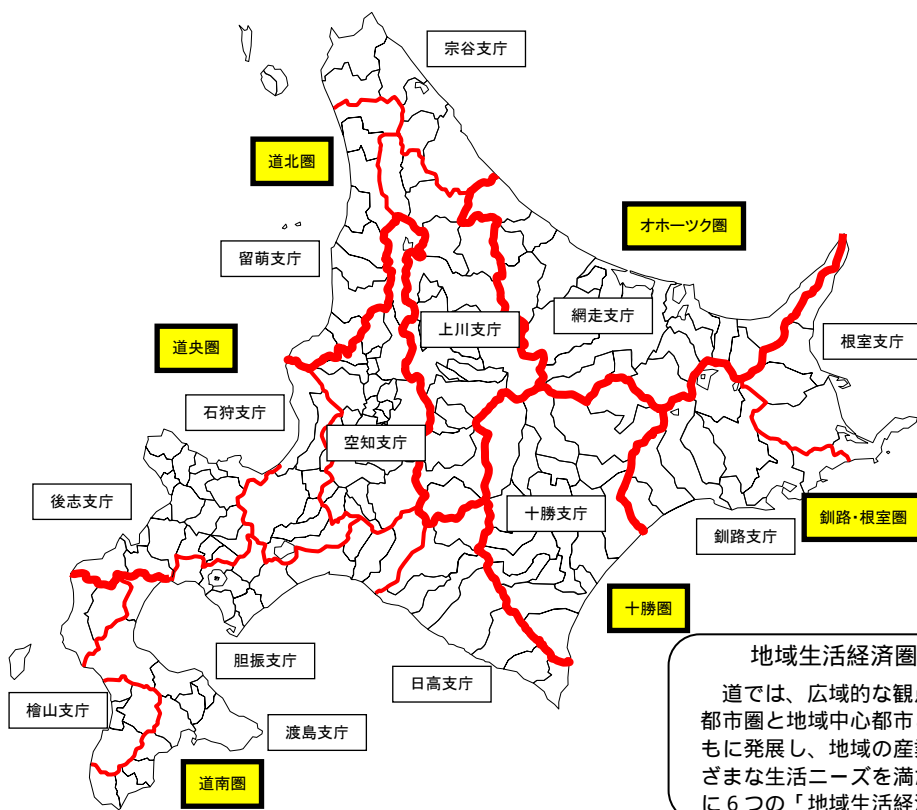 宗谷支庁
道北圏
オホーツク圏
留萌支庁
上川支庁
網走支庁
根室支庁
道央圏
石狩支庁
空知支庁
後志支庁
十勝支庁
釧路支庁
釧路・根室圏
十勝圏
胆振支庁
日高支庁
檜山支庁
渡島支庁
道南圏
地域生活経済圏
道では、広域的な観
都市圏と地域中心都市
もに発展し、地域の産
ざまな生活ニーズを満
に６つの「地域生活経